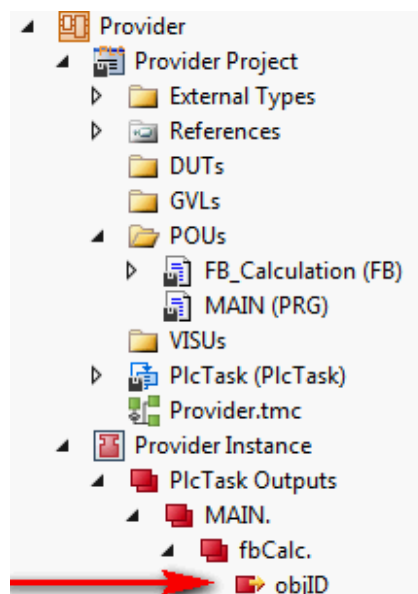 Provider
Provider Project
External Types
References
DUTs
GVLs
POUs
FB_Calculation (FB)
MAIN (PRG)
VISUs
PlcTask (PlcTask)
Provider.tmc
Provider Instance
PlcTask Outputs
MAIN.
fbCalc.
objID